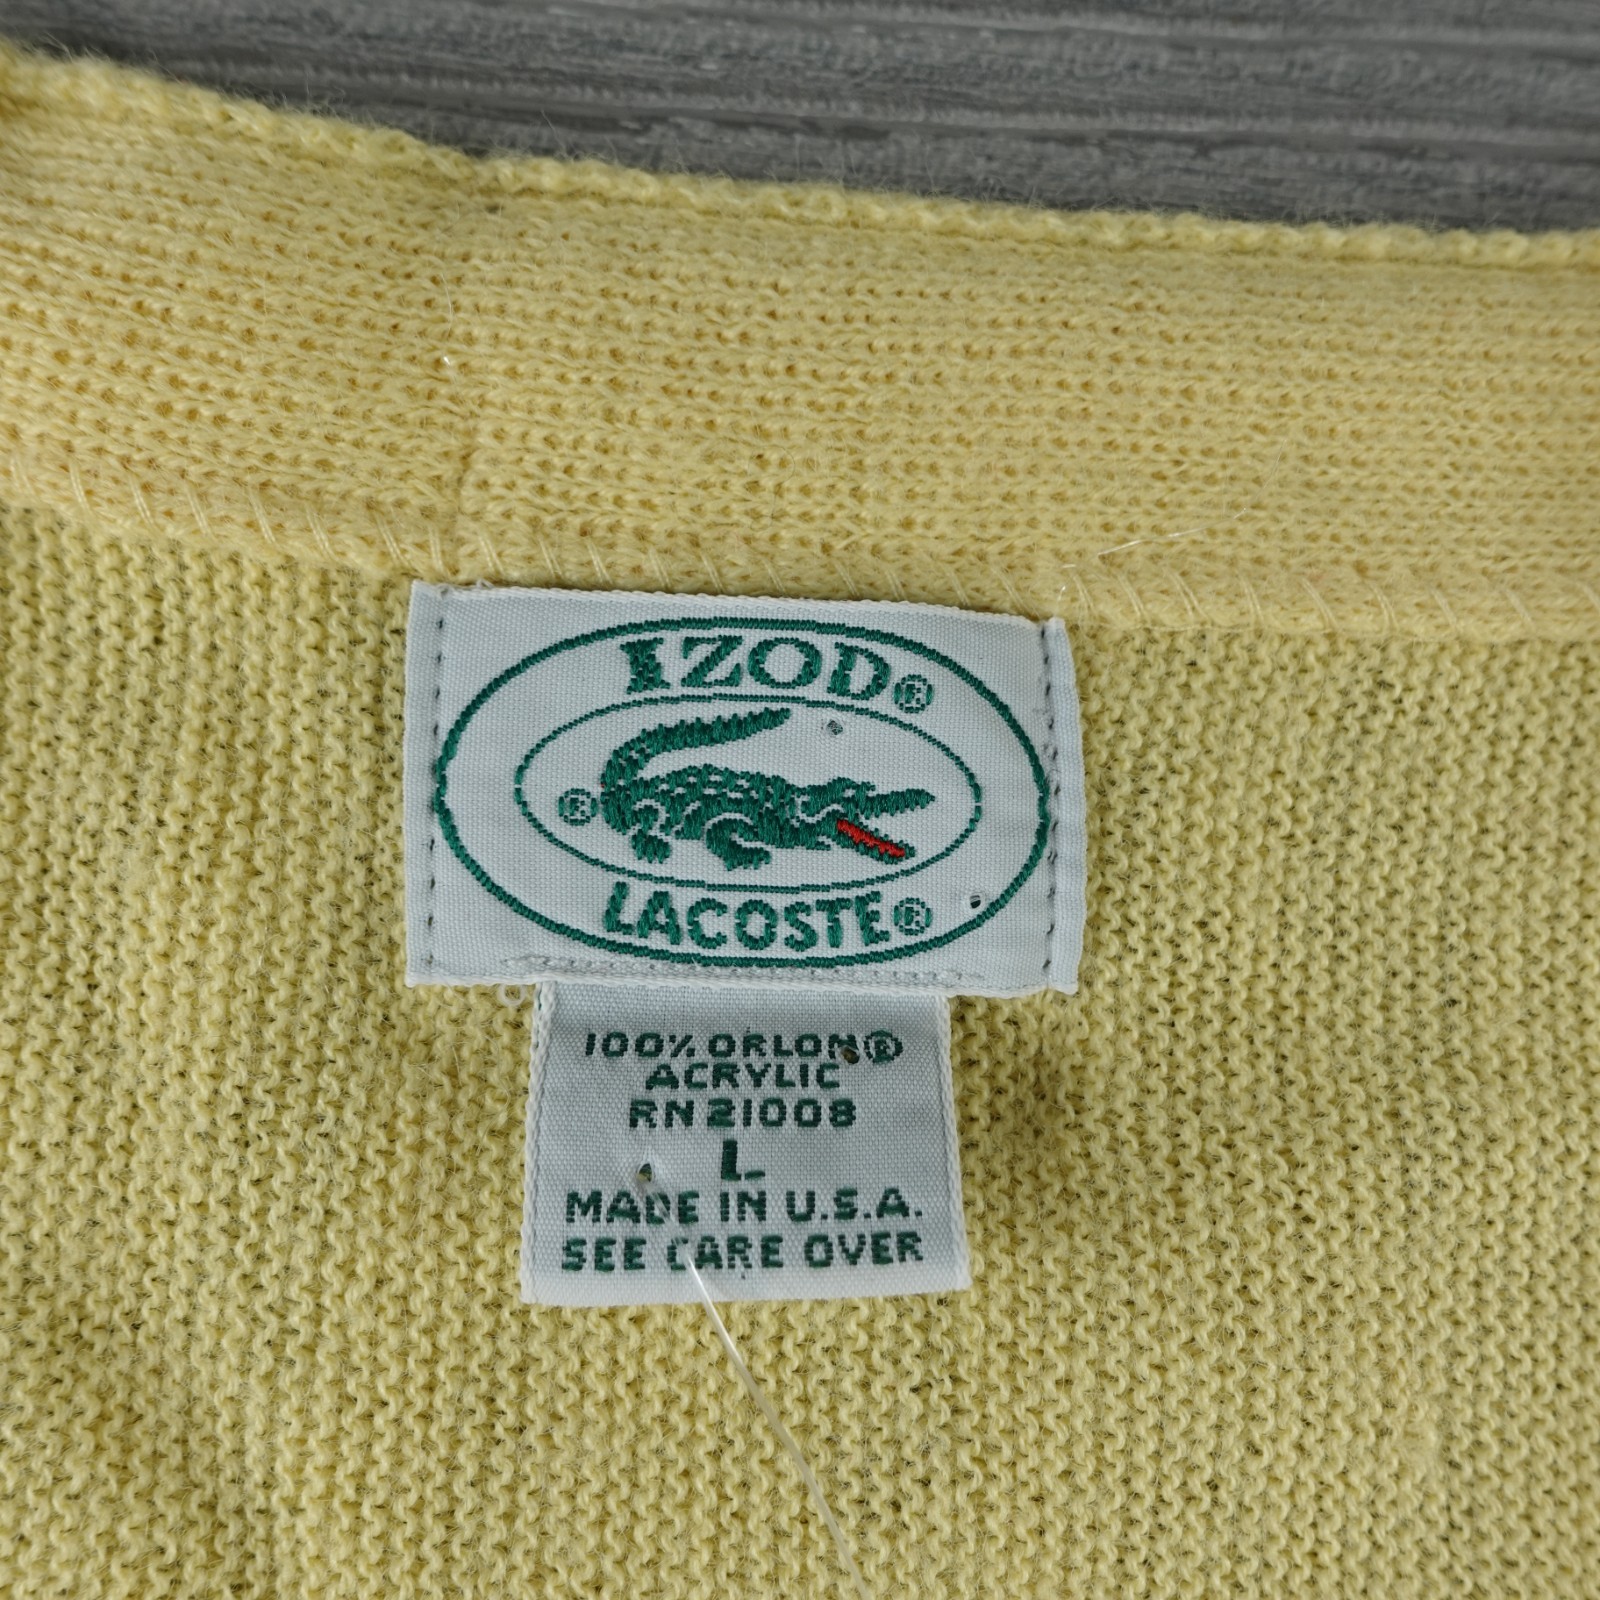 IZOD®
®
LACOSTE®
100% ORLON®
ACRYLIC
RN 21008
L
MADE IN U.S.A.
SEE CARE OVER